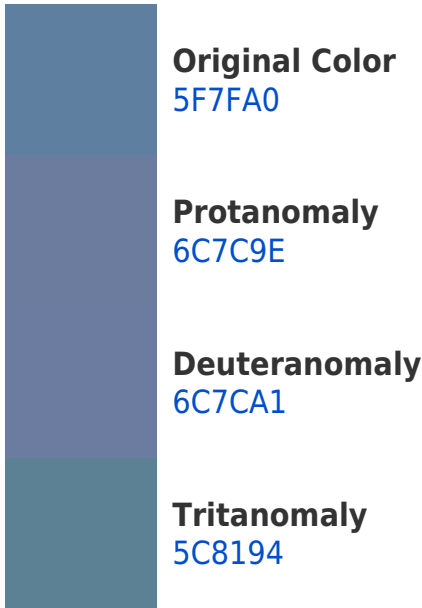 Original Color
5F7FA0
Protanomaly
6C7C9E
Deuteranomaly
6C7CA1
Tritanomaly
5C8194